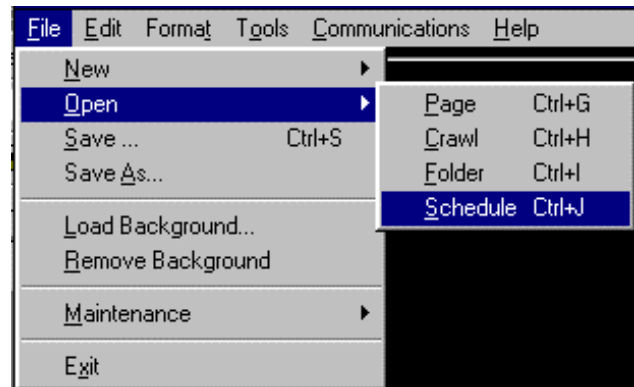 File Edit Format Tools Communications Help
New
Open
Save ... Ctrl+S
Save As...
Load Background...
Remove Background
Maintenance
Exit
Page Ctrl+G
Crawl Ctrl+H
Folder Ctrl+I
Schedule Ctrl+J